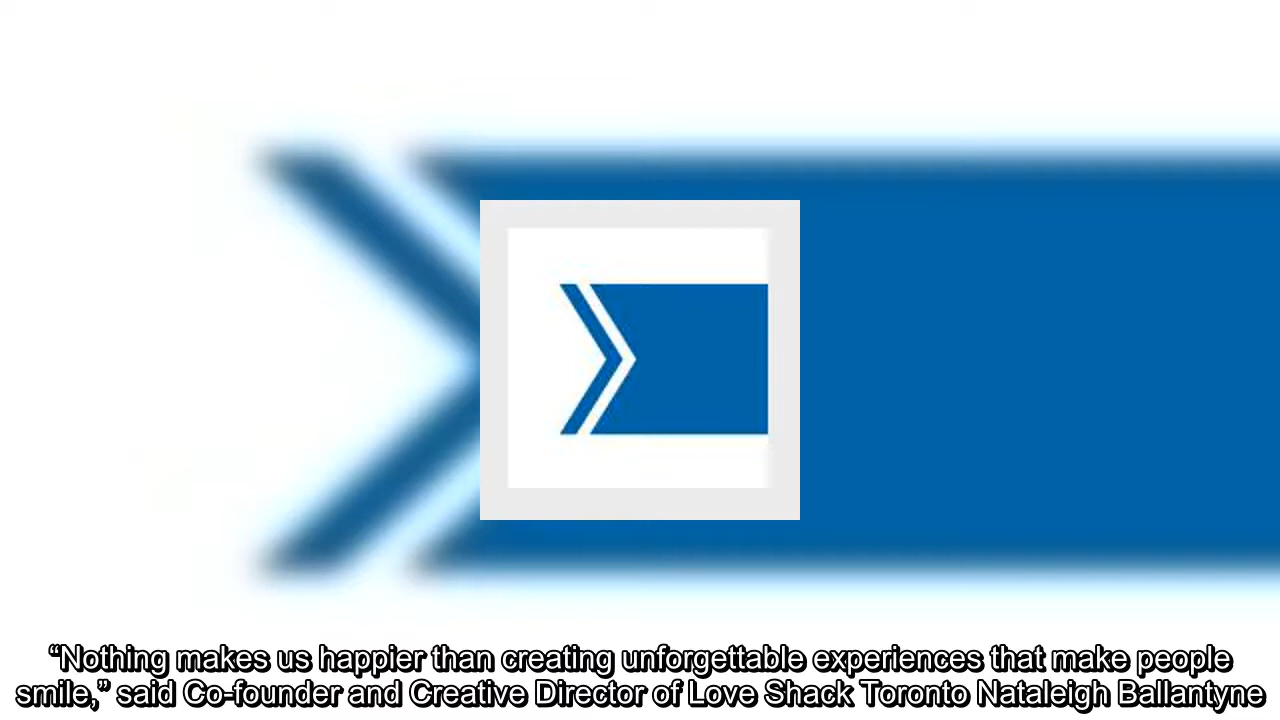 “Nothing makes us happier than creating unforgettable experiences that make people
smile,” said Co-founder and Creative Director of Love Shack Toronto Nataleigh Ballantyne